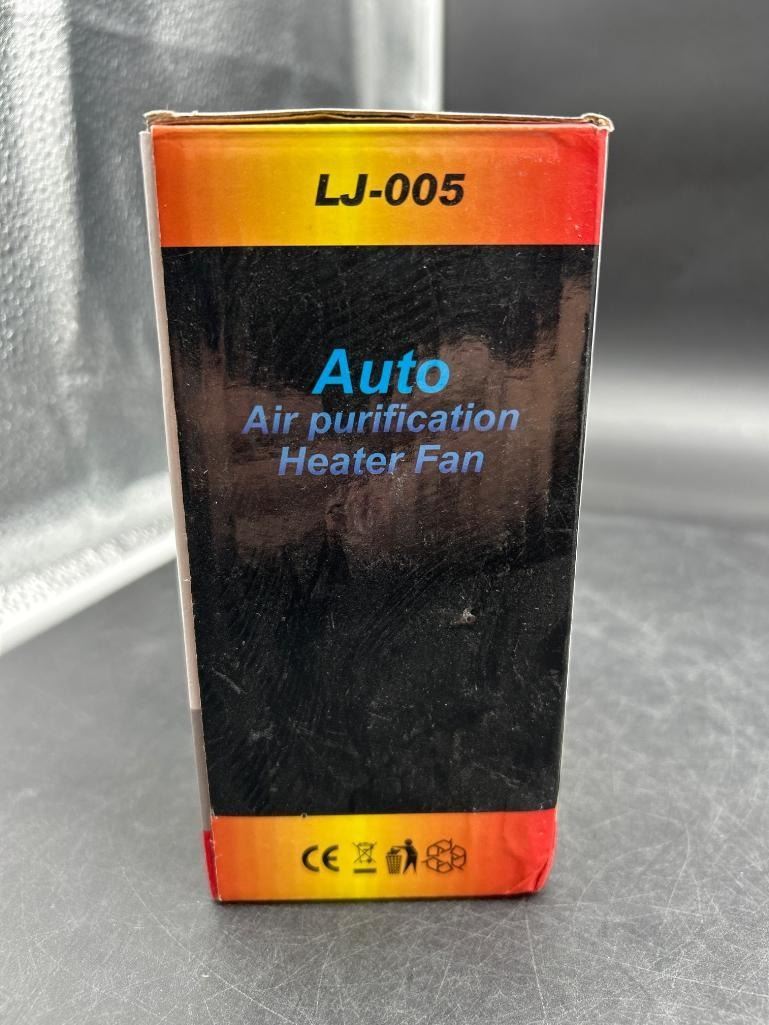 LJ-005
Auto
Air purification
Heater Fan
CE